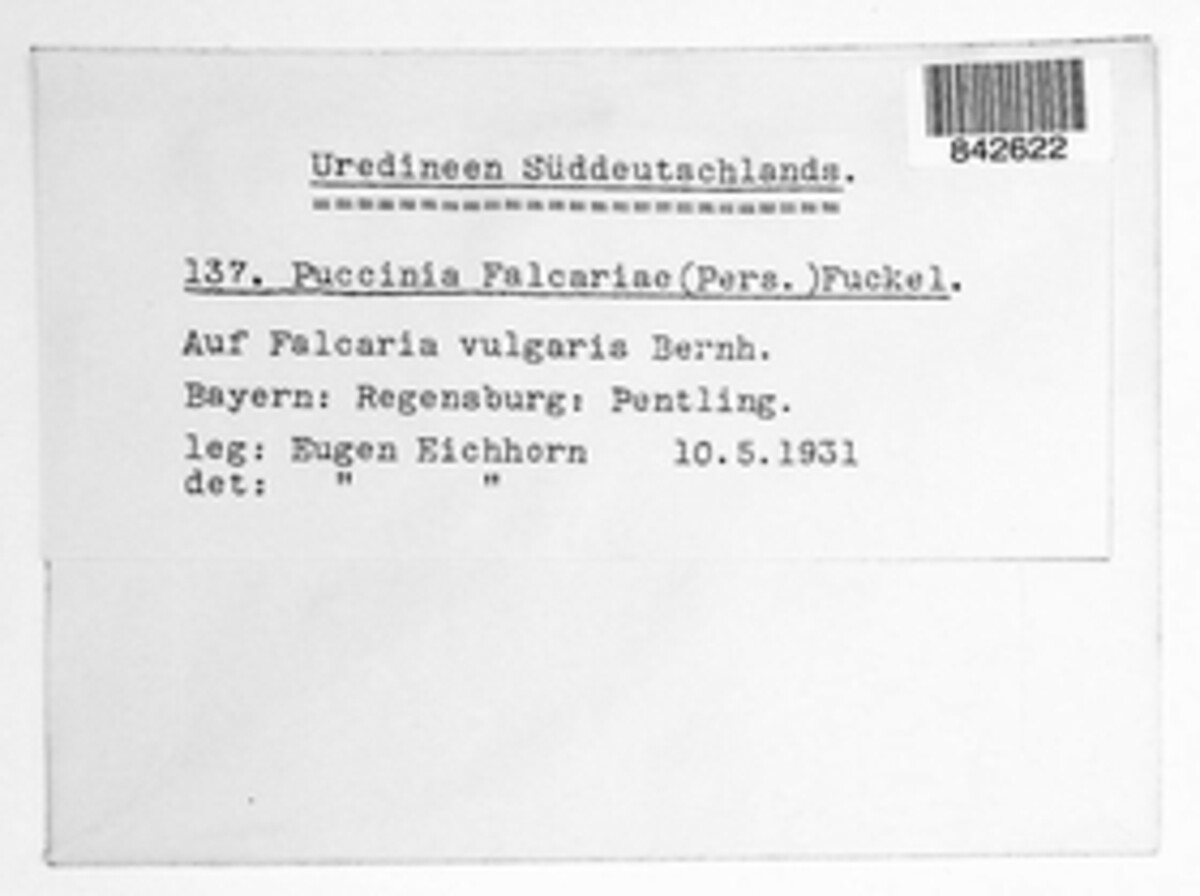 842622
Uredineen Süddeutschlands.
=========================
137. Puccinia Falcariae(Pers.)Fuckel.
Auf Falcaria vulgaris Bernh.
Bayern: Regensburg: Pentling.
leg: Eugen Eichhorn 10.5.1931
det: " "